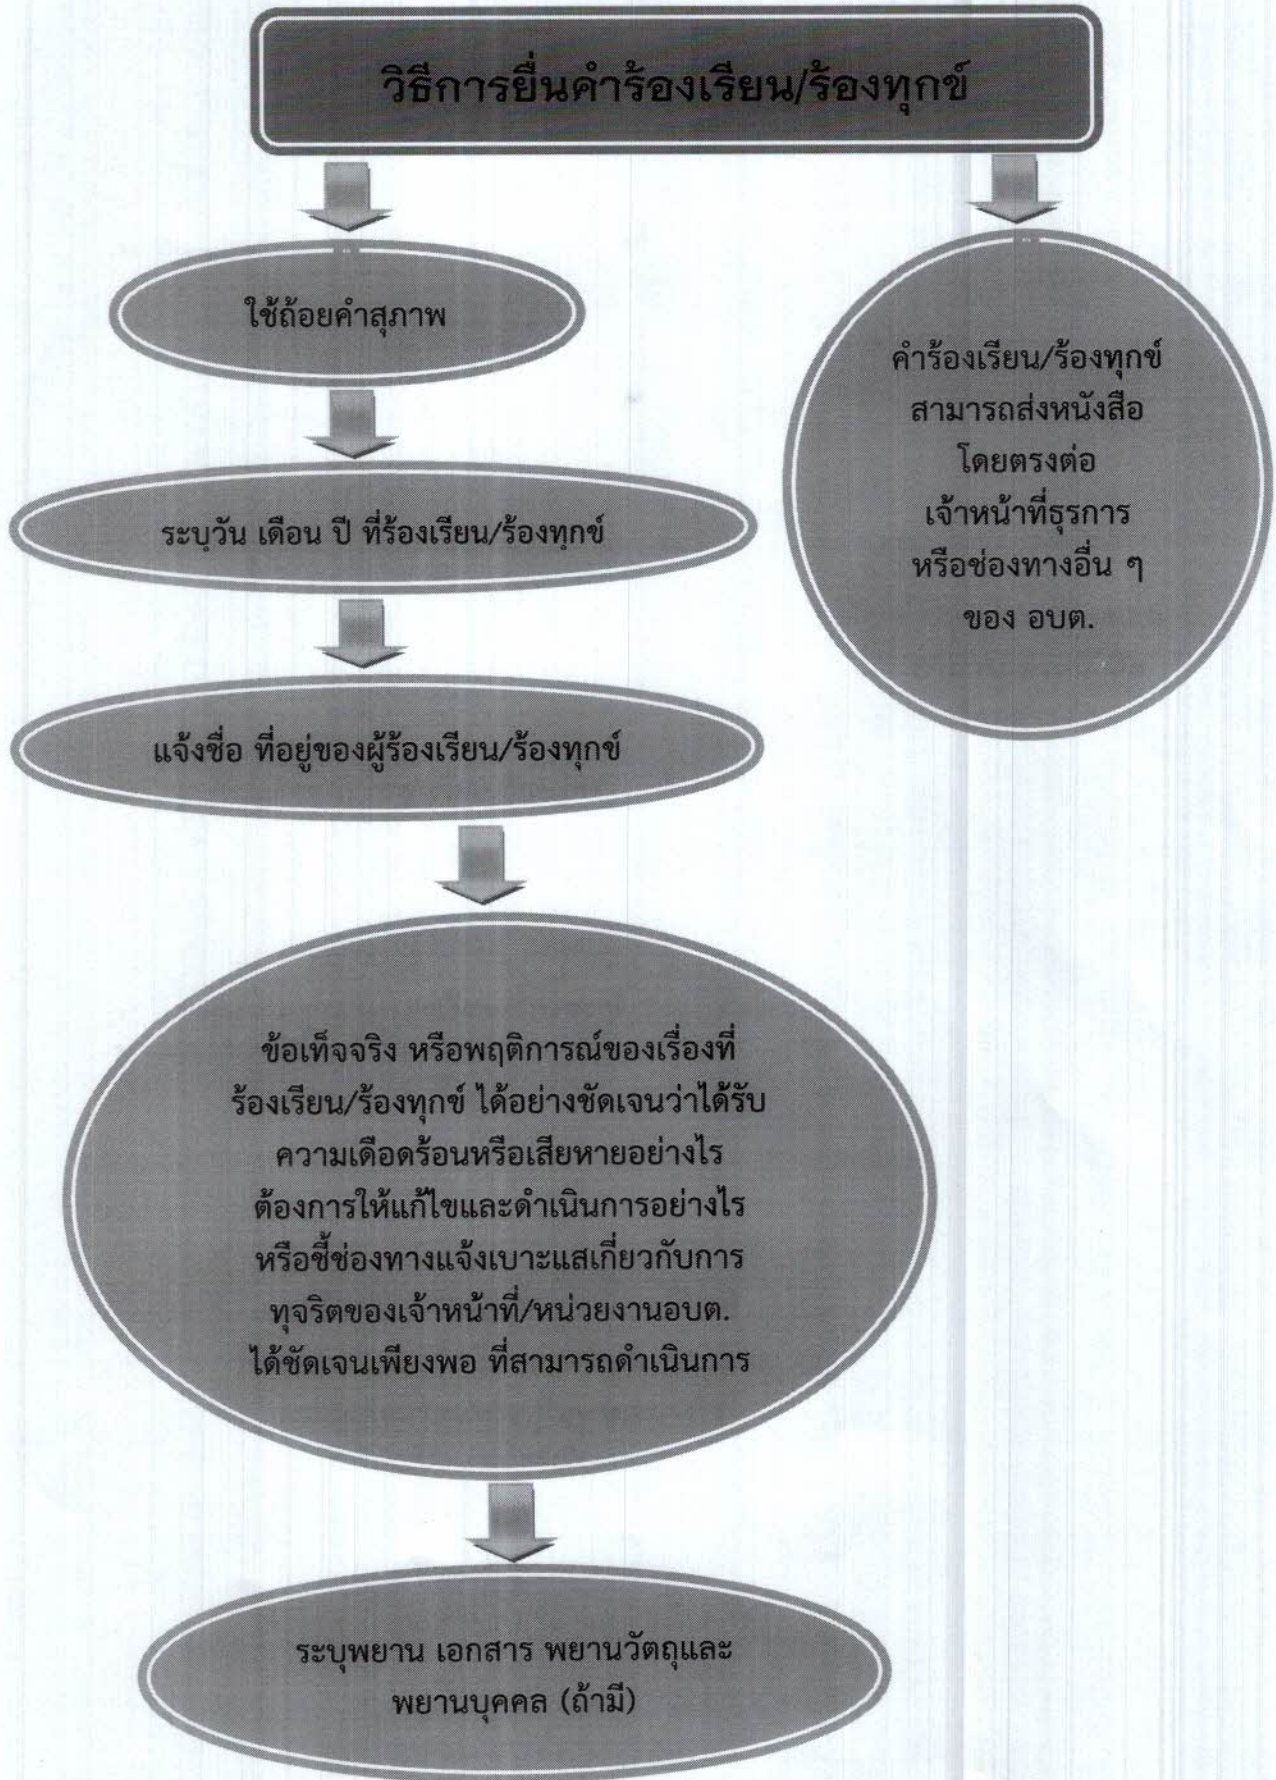 วิธีการยื่นคำร้องเรียน/ร้องทุกข์
ใช้ถ้อยคำสุภาพ
ระบุวัน เดือน ปี ที่ร้องเรียน/ร้องทุกข์
แจ้งชื่อ ที่อยู่ของผู้ร้องเรียน/ร้องทุกข์
ข้อเท็จจริง หรือพฤติการณ์ของเรื่องที่
ร้องเรียน/ร้องทุกข์ ได้อย่างชัดเจนว่าได้รับ
ความเดือดร้อนหรือเสียหายอย่างไร
ต้องการให้แก้ไขและดำเนินการอย่างไร
หรือชี้ช่องทางแจ้งเบาะแสเกี่ยวกับการ
ทุจริตของเจ้าหน้าที่/หน่วยงานอบต.
ได้ชัดเจนเพียงพอ ที่สามารถดำเนินการ
ระบุพยาน เอกสาร พยานวัตถุและ
พยานบุคคล (ถ้ามี)
คำร้องเรียน/ร้องทุกข์
สามารถส่งหนังสือ
โดยตรงต่อ
เจ้าหน้าที่ธุรการ
หรือช่องทางอื่น ๆ
ของ อบต.